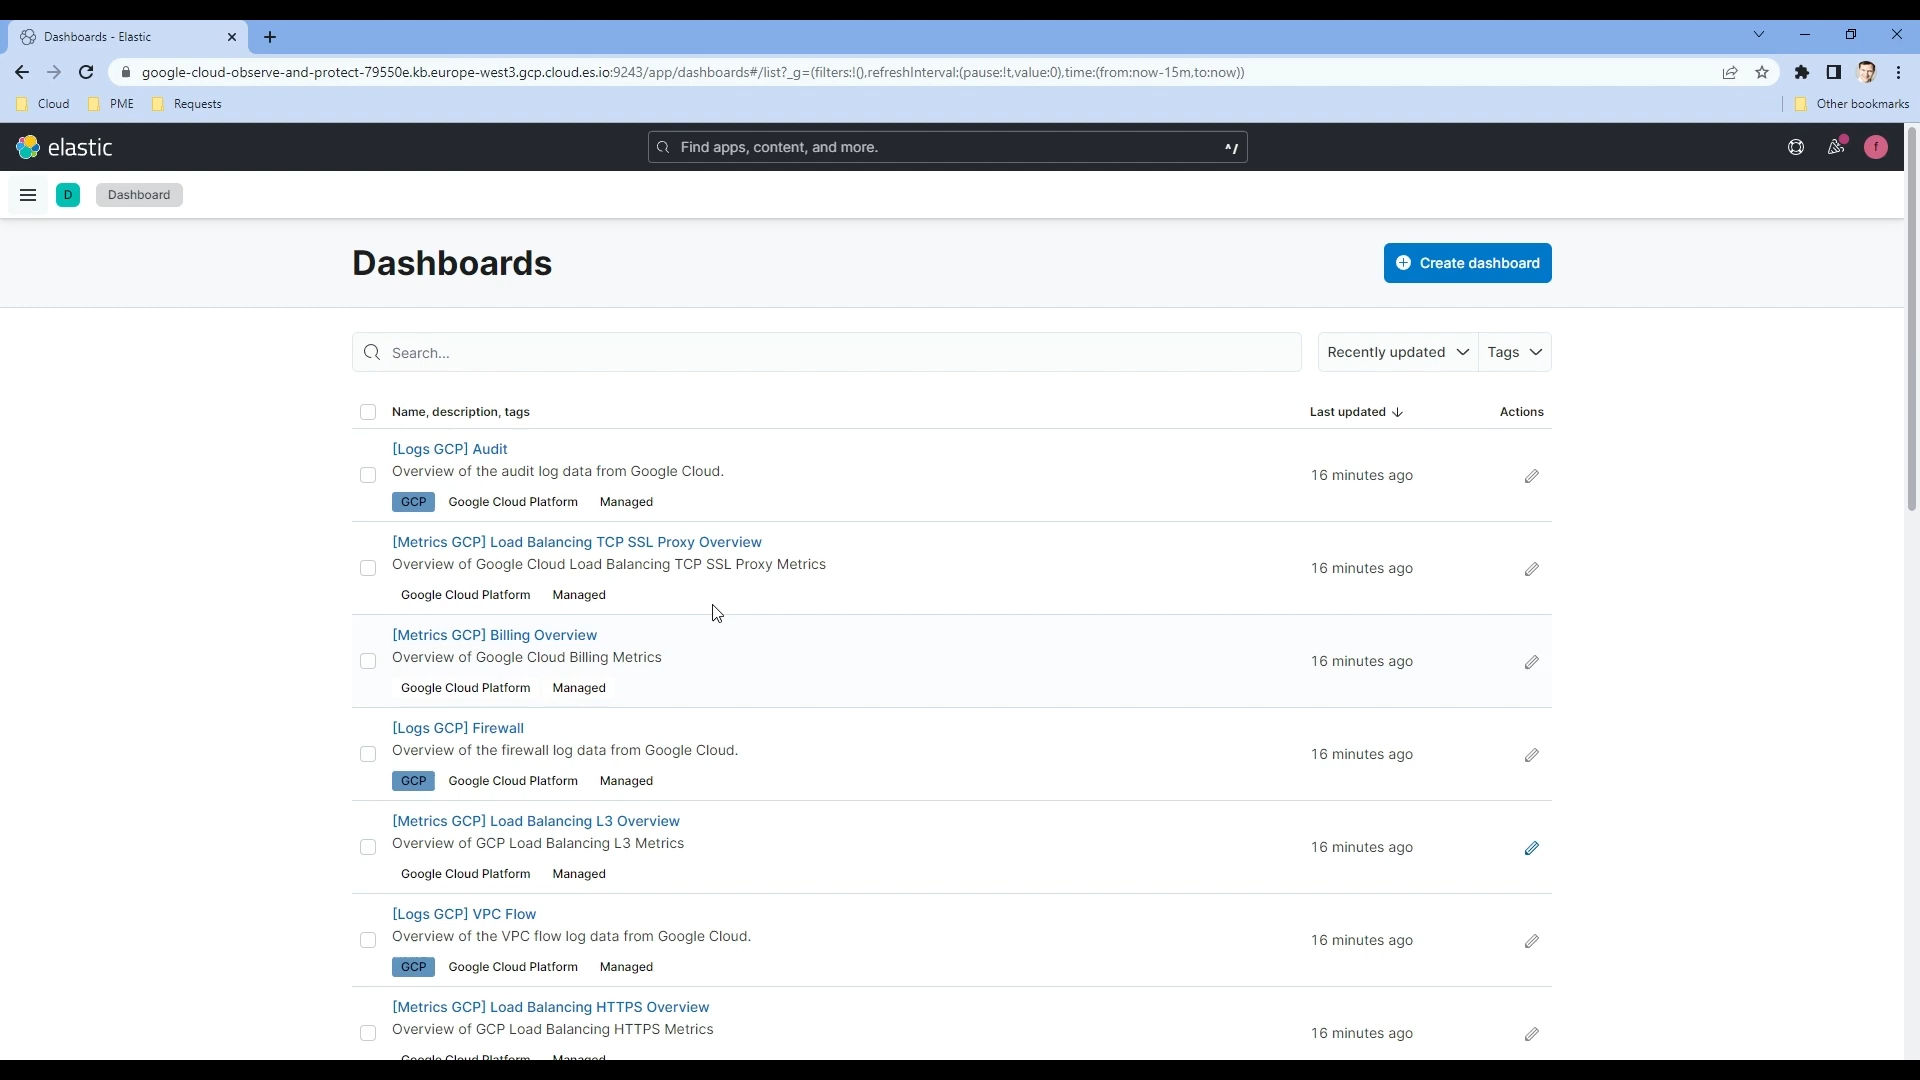 Dashboards - Elastic
google-cloud-observe-and-protect-79550e.kb.europe-west3.gcp.cloud.es.io:9243/app/dashboards#/list?_g=(filters:!(),refreshInterval:(pause:!t,value:0),time:(from:now-15m,to:now))
Cloud PME Requests Other bookmarks
elastic Find apps, content, and more. ^/ f
D Dashboard
Dashboards Create dashboard
Search... Recently updated Tags
Name, description, tags Last updated Actions
[Logs GCP] Audit
Overview of the audit log data from Google Cloud. 16 minutes ago
GCP Google Cloud Platform Managed
[Metrics GCP] Load Balancing TCP SSL Proxy Overview
Overview of Google Cloud Load Balancing TCP SSL Proxy Metrics 16 minutes ago
Google Cloud Platform Managed
[Metrics GCP] Billing Overview
Overview of Google Cloud Billing Metrics 16 minutes ago
Google Cloud Platform Managed
[Logs GCP] Firewall
Overview of the firewall log data from Google Cloud. 16 minutes ago
GCP Google Cloud Platform Managed
[Metrics GCP] Load Balancing L3 Overview
Overview of GCP Load Balancing L3 Metrics 16 minutes ago
Google Cloud Platform Managed
[Logs GCP] VPC Flow
Overview of the VPC flow log data from Google Cloud. 16 minutes ago
GCP Google Cloud Platform Managed
[Metrics GCP] Load Balancing HTTPS Overview
Overview of GCP Load Balancing HTTPS Metrics 16 minutes ago
Google Cloud Platform Managed